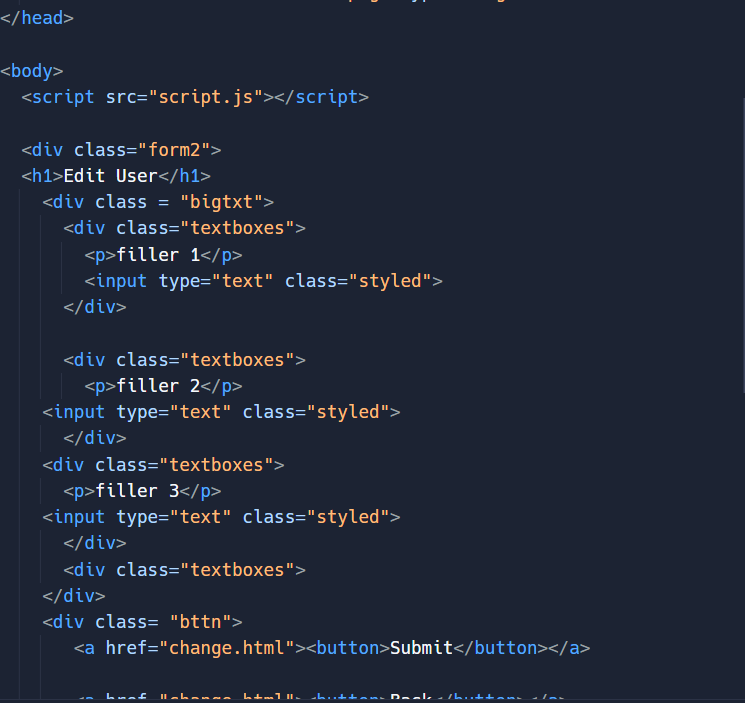 </head>
<body>
<script src="script.js"></script>
<div class="form2">
<h1>Edit User</h1>
<div class = "bigtxt">
<div class="textboxes">
<p>filler 1</p>
<input type="text" class="styled">
</div>
<div class="textboxes">
<p>filler 2</p>
<input type="text" class="styled">
</div>
<div class="textboxes">
<p>filler 3</p>
<input type="text" class="styled">
</div>
<div class="textboxes">
</div>
<div class= "bttn">
<a href="change.html"><button>Submit</button></a>
<a href="change.html"><button>Back</button></a>